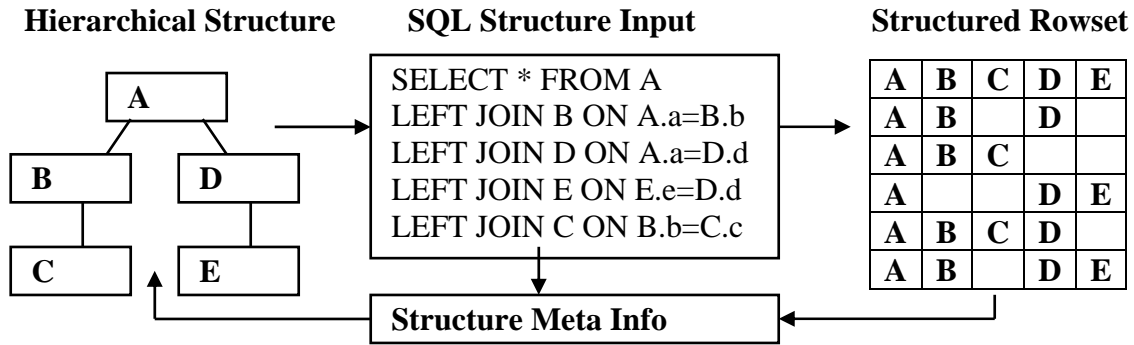 Hierarchical Structure
SQL Structure Input
Structured Rowset
A
B
D
C
E
SELECT * FROM A
LEFT JOIN B ON A.a=B.b
LEFT JOIN D ON A.a=D.d
LEFT JOIN E ON E.e=D.d
LEFT JOIN C ON B.b=C.c
A B C D E
A B D
A B C
A D E
A B C D
A B D E
Structure Meta Info